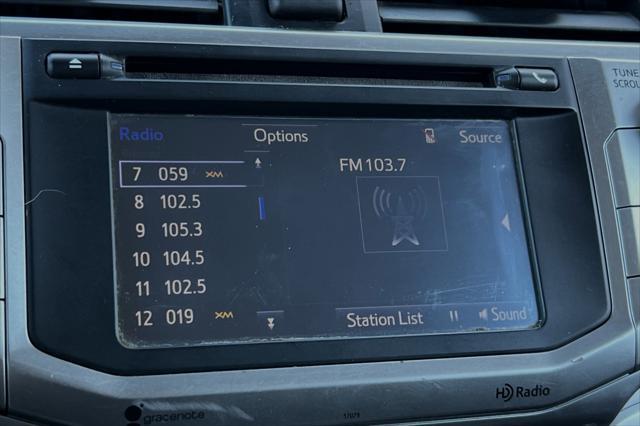 TUNE
SCROLL
Radio
Options
Source
FM 103.7
7 059 XM
8 102.5
9 105.3
10 104.5
11 102.5
12 019 XM
Station List
Sound
HD Radio
gracenote
17079